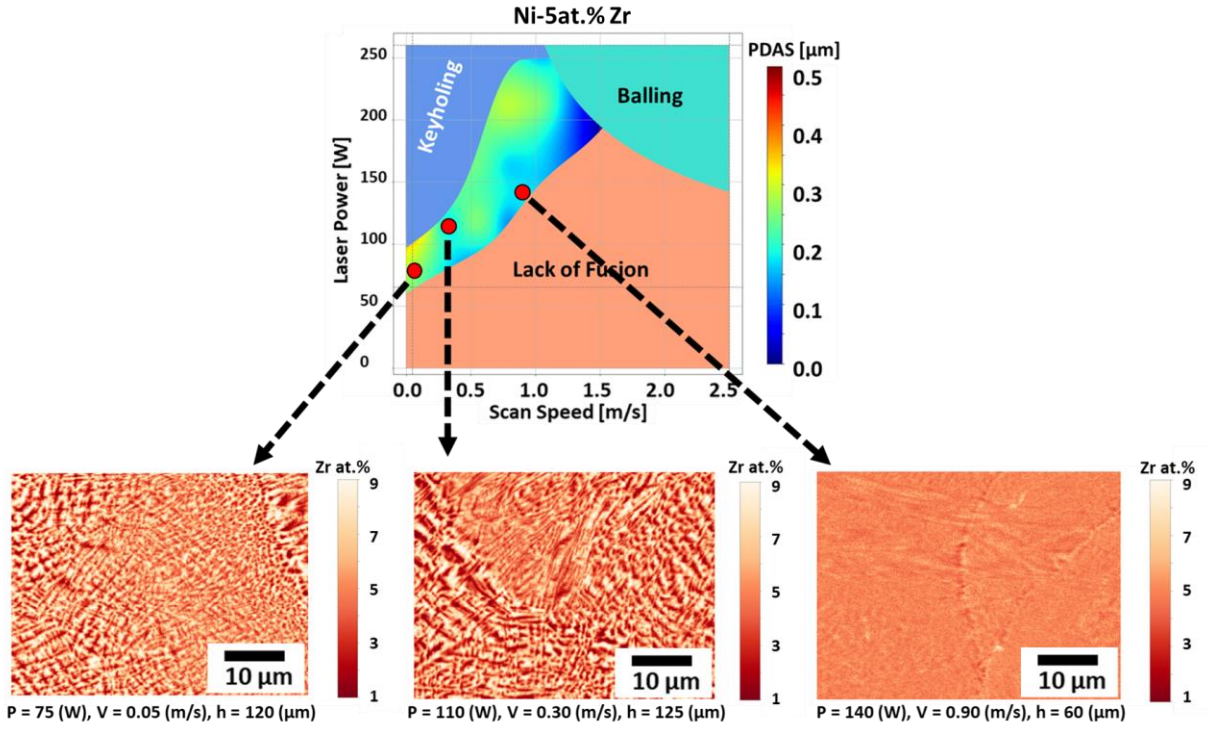 Ni-5at.% Zr
PDAS [µm]
Keyholing
Balling
Lack of Fusion
Laser Power [W]
250
200
150
100
50
0
0.0 0.5 1.0 1.5 2.0 2.5
Scan Speed [m/s]
0.5
0.4
0.3
0.2
0.1
0.0
Zr at.%
9
7
5
3
1
10 µm
P = 75 (W), V = 0.05 (m/s), h = 120 (µm)
Zr at.%
9
7
5
3
1
10 µm
P = 110 (W), V = 0.30 (m/s), h = 125 (µm)
Zr at.%
9
7
5
3
1
10 µm
P = 140 (W), V = 0.90 (m/s), h = 60 (µm)